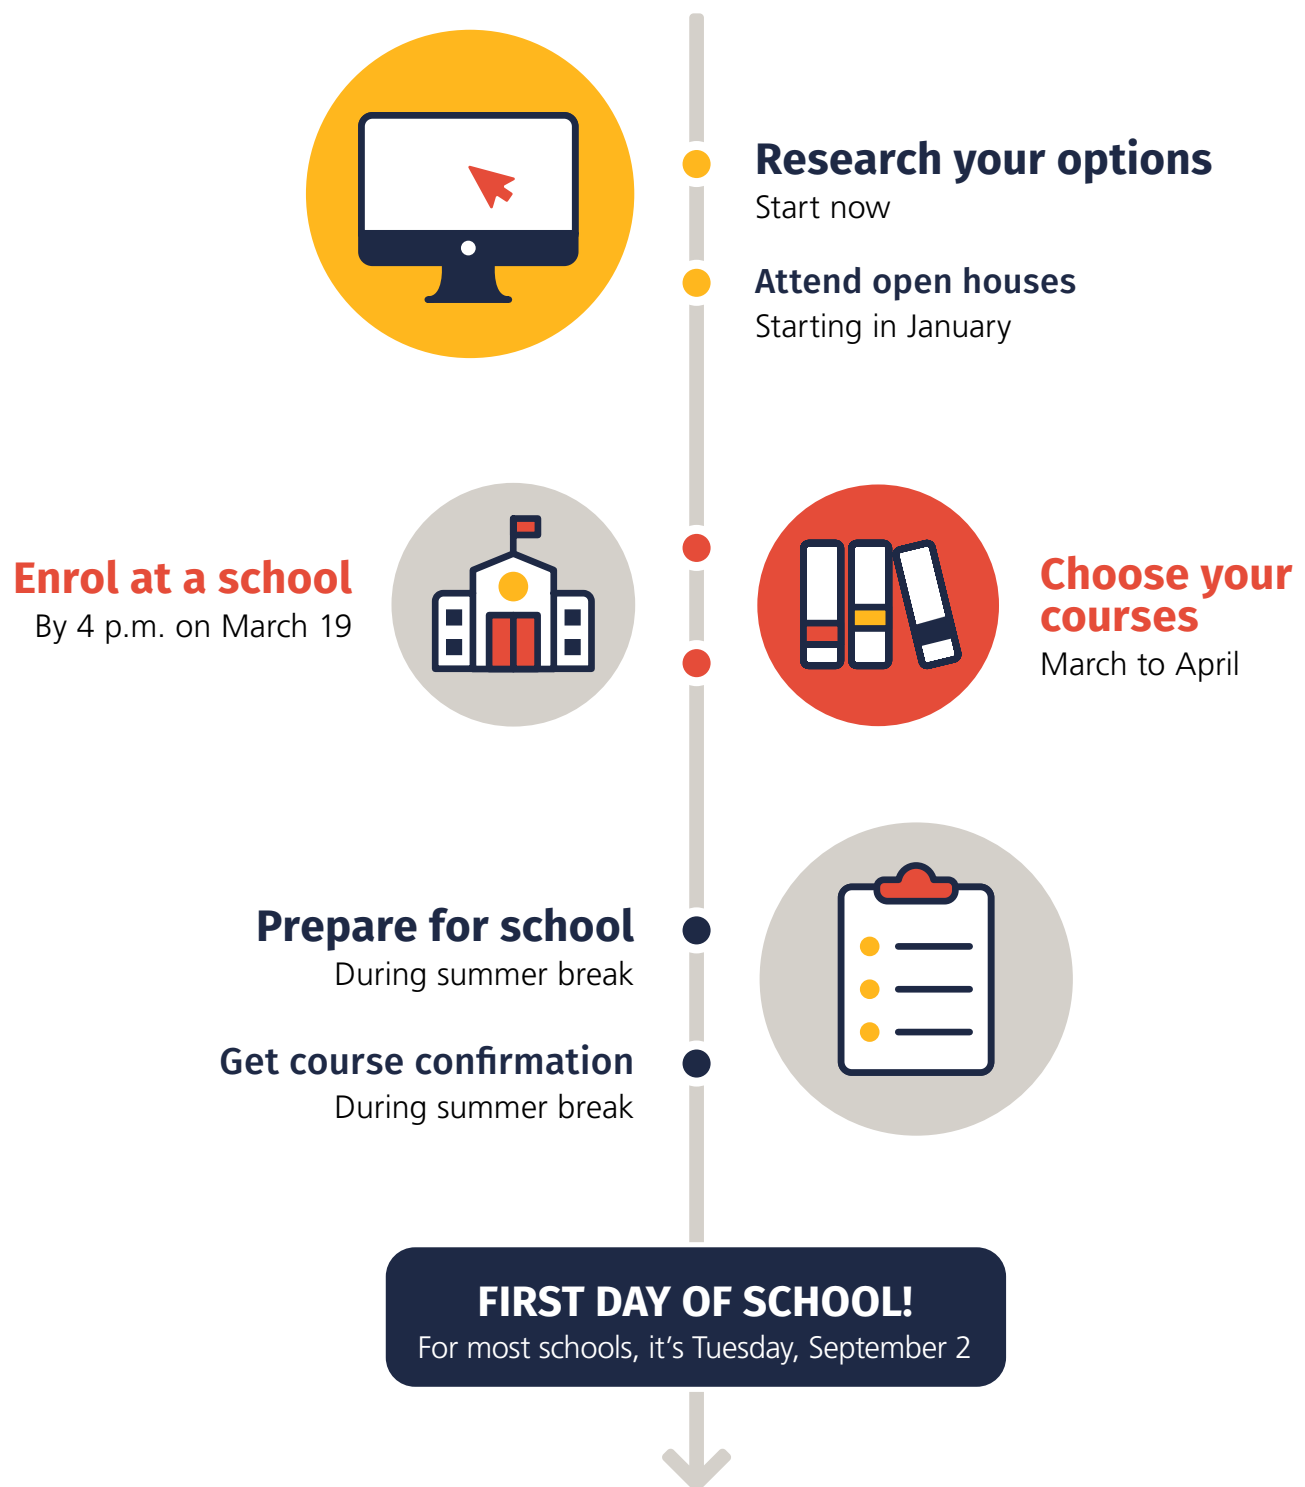 Research your options
Start now
Attend open houses
Starting in January
Enrol at a school
By 4 p.m. on March 19
Choose your
courses
March to April
Prepare for school
During summer break
Get course confirmation
During summer break
FIRST DAY OF SCHOOL!
For most schools, it’s Tuesday, September 2